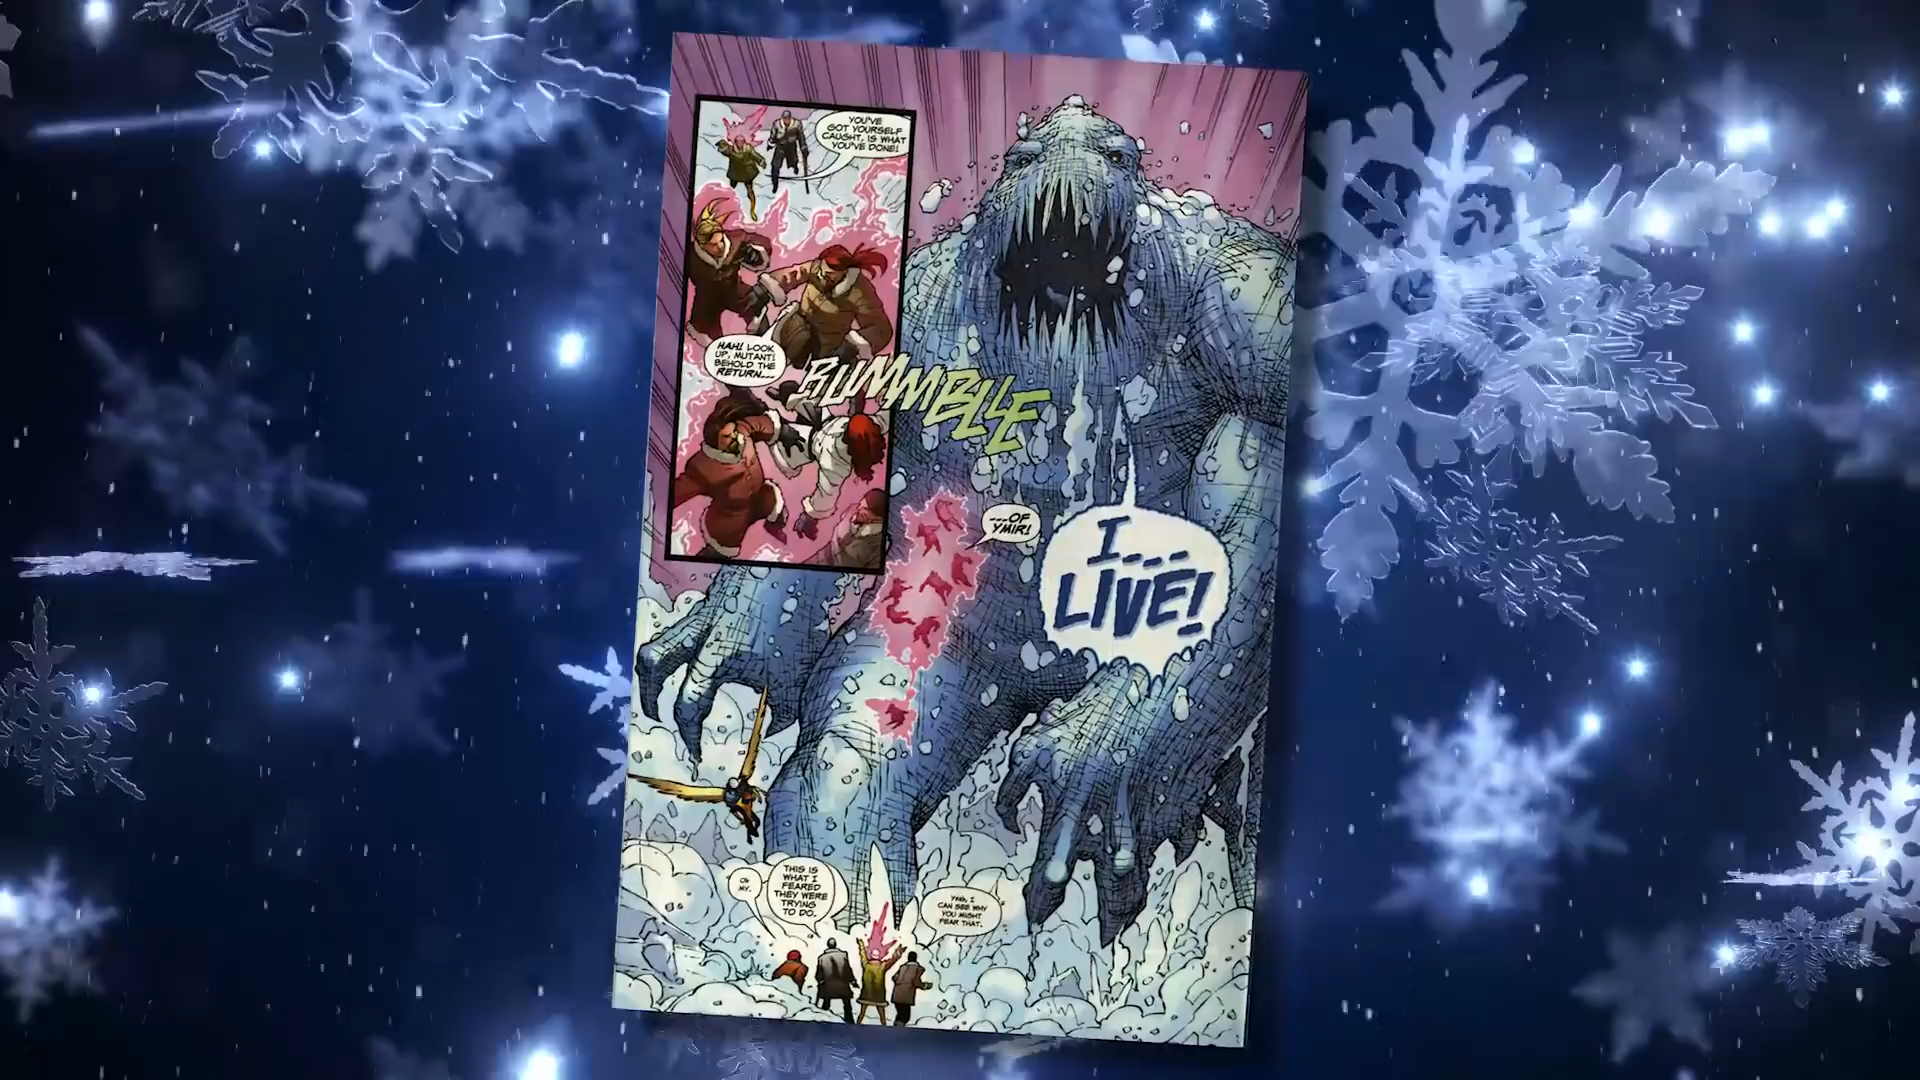 YOU'VE
GOT YOURSELF
CAUGHT, IS WHAT
YOU'VE DONE!
HAH! LOOK
UP, MUTANT!
BEHOLD THE
RETURN...
RUMMBLLE
...OF
YMIR!
I...
LIVE!
Oh
my.
THIS IS
WHAT I
FEARED
THEY WERE
TRYING
TO DO.
Yeah, I
CAN SEE WHY
YOU MIGHT
FEAR THAT.